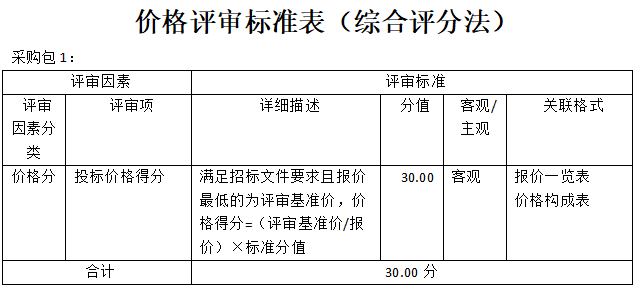 价格评审标准表（综合评分法）
采购包1：
评审因素 评审标准
评审因素分类 评审项 详细描述 分值 客观/主观 关联格式
价格分 投标价格得分 满足招标文件要求且报价 30.00 客观 报价一览表
最低的为评审基准价，价 价格构成表
格得分=（评审基准价/报
价）×标准分值
合计 30.00 分